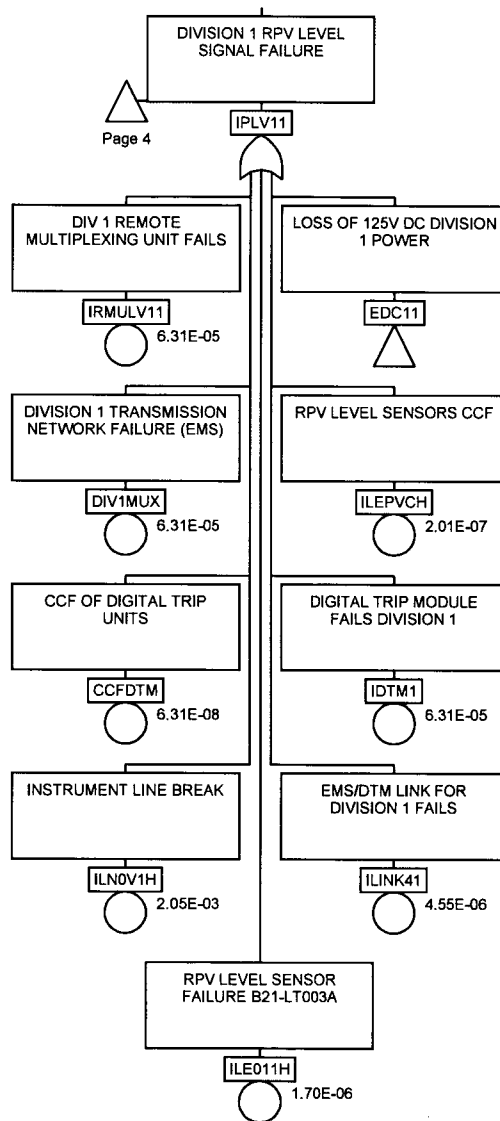 DIVISION 1 RPV LEVEL
SIGNAL FAILURE
Page 4
IPLV11
DIV 1 REMOTE
MULTIPLEXING UNIT FAILS
IRMULV11
6.31E-05
LOSS OF 125V DC DIVISION
1 POWER
EDC11
DIVISION 1 TRANSMISSION
NETWORK FAILURE (EMS)
DIV1MUX
6.31E-05
RPV LEVEL SENSORS CCF
ILEPVCH
2.01E-07
CCF OF DIGITAL TRIP
UNITS
CCFDTM
6.31E-08
DIGITAL TRIP MODULE
FAILS DIVISION 1
IDTM1
6.31E-05
INSTRUMENT LINE BREAK
ILN0V1H
2.05E-03
EMS/DTM LINK FOR
DIVISION 1 FAILS
ILINK41
4.55E-06
RPV LEVEL SENSOR
FAILURE B21-LT003A
ILE011H
1.70E-06